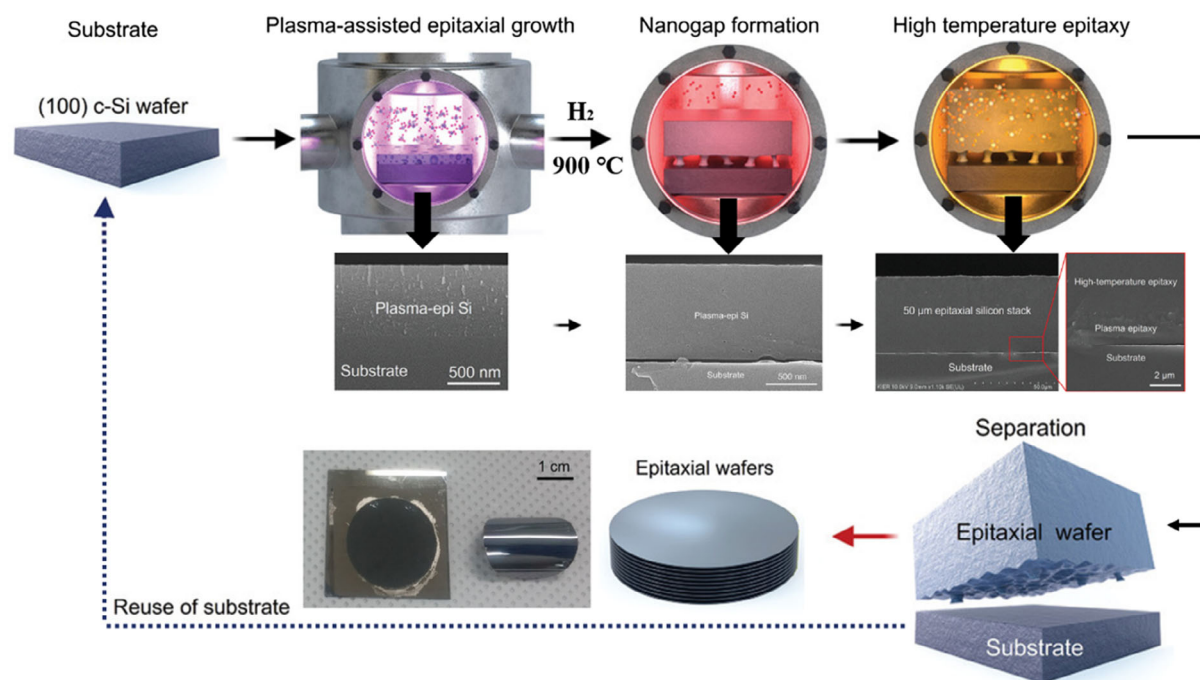 Substrate
(100) c-Si wafer
Plasma-assisted epitaxial growth
H₂
900 ℃
Nanogap formation
High temperature epitaxy
Plasma-epi Si
Substrate
500 nm
Plasma-epi Si
Substrate
500 nm
50 µm epitaxial silicon stack
Substrate
High-temperature epitaxy
Plasma epitaxy
Substrate
2 µm
1 cm
Epitaxial wafers
Separation
Epitaxial wafer
Substrate
Reuse of substrate